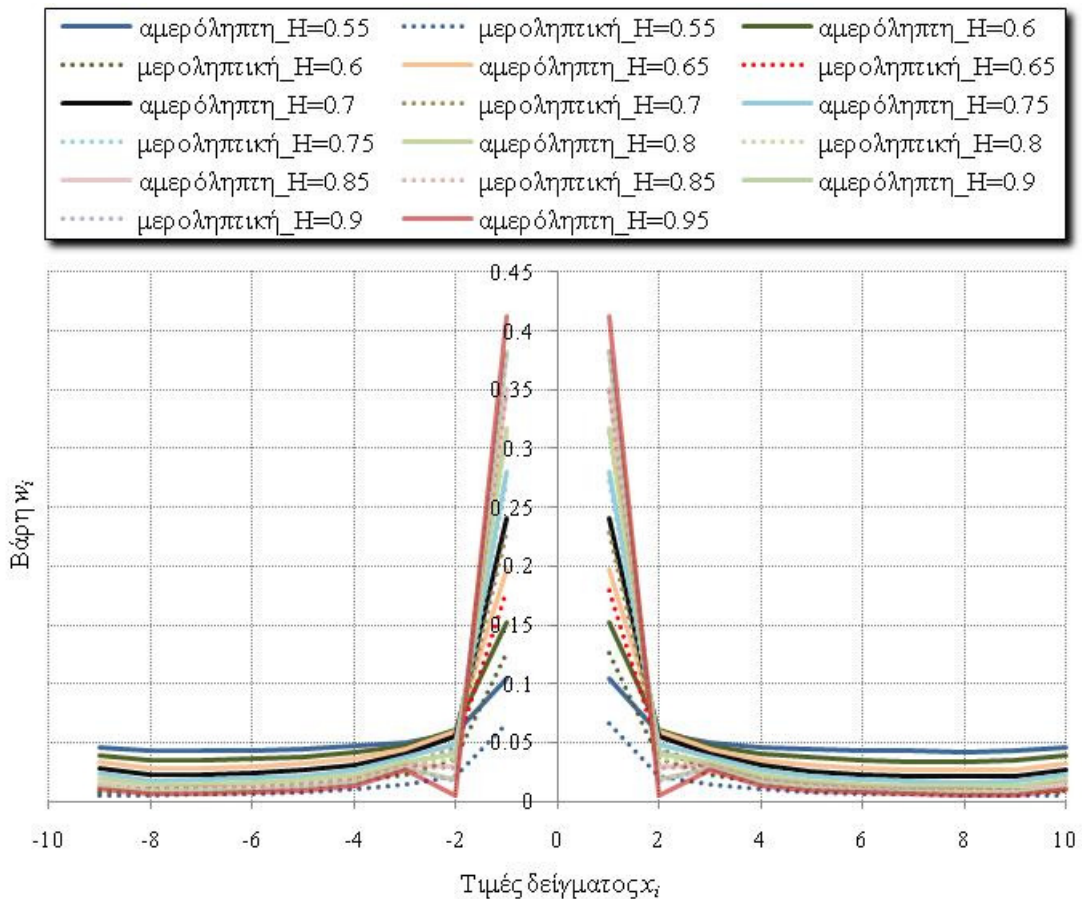 αμερόληπτη_H=0.55 μεροληπτική_H=0.55 αμερόληπτη_H=0.6
μεροληπτική_H=0.6 αμερόληπτη_H=0.65 μεροληπτική_H=0.65
αμερόληπτη_H=0.7 μεροληπτική_H=0.7 αμερόληπτη_H=0.75
μεροληπτική_H=0.75 αμερόληπτη_H=0.8 μεροληπτική_H=0.8
αμερόληπτη_H=0.85 μεροληπτική_H=0.85 αμερόληπτη_H=0.9
μεροληπτική_H=0.9 αμερόληπτη_H=0.95
0.45
0.4
0.35
0.3
0.25
0.2
0.15
0.1
0.05
0
Βάρη wi
-10 -8 -6 -4 -2 0 2 4 6 8 10
Τιμές δείγματος xi